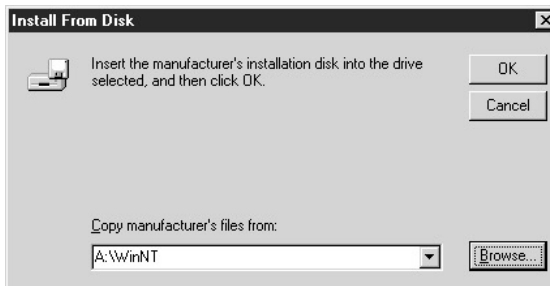 Install From Disk
Insert the manufacturer's installation disk into the drive
selected, and then click OK.
OK
Cancel
Copy manufacturer's files from:
A:\WinNT
Browse...